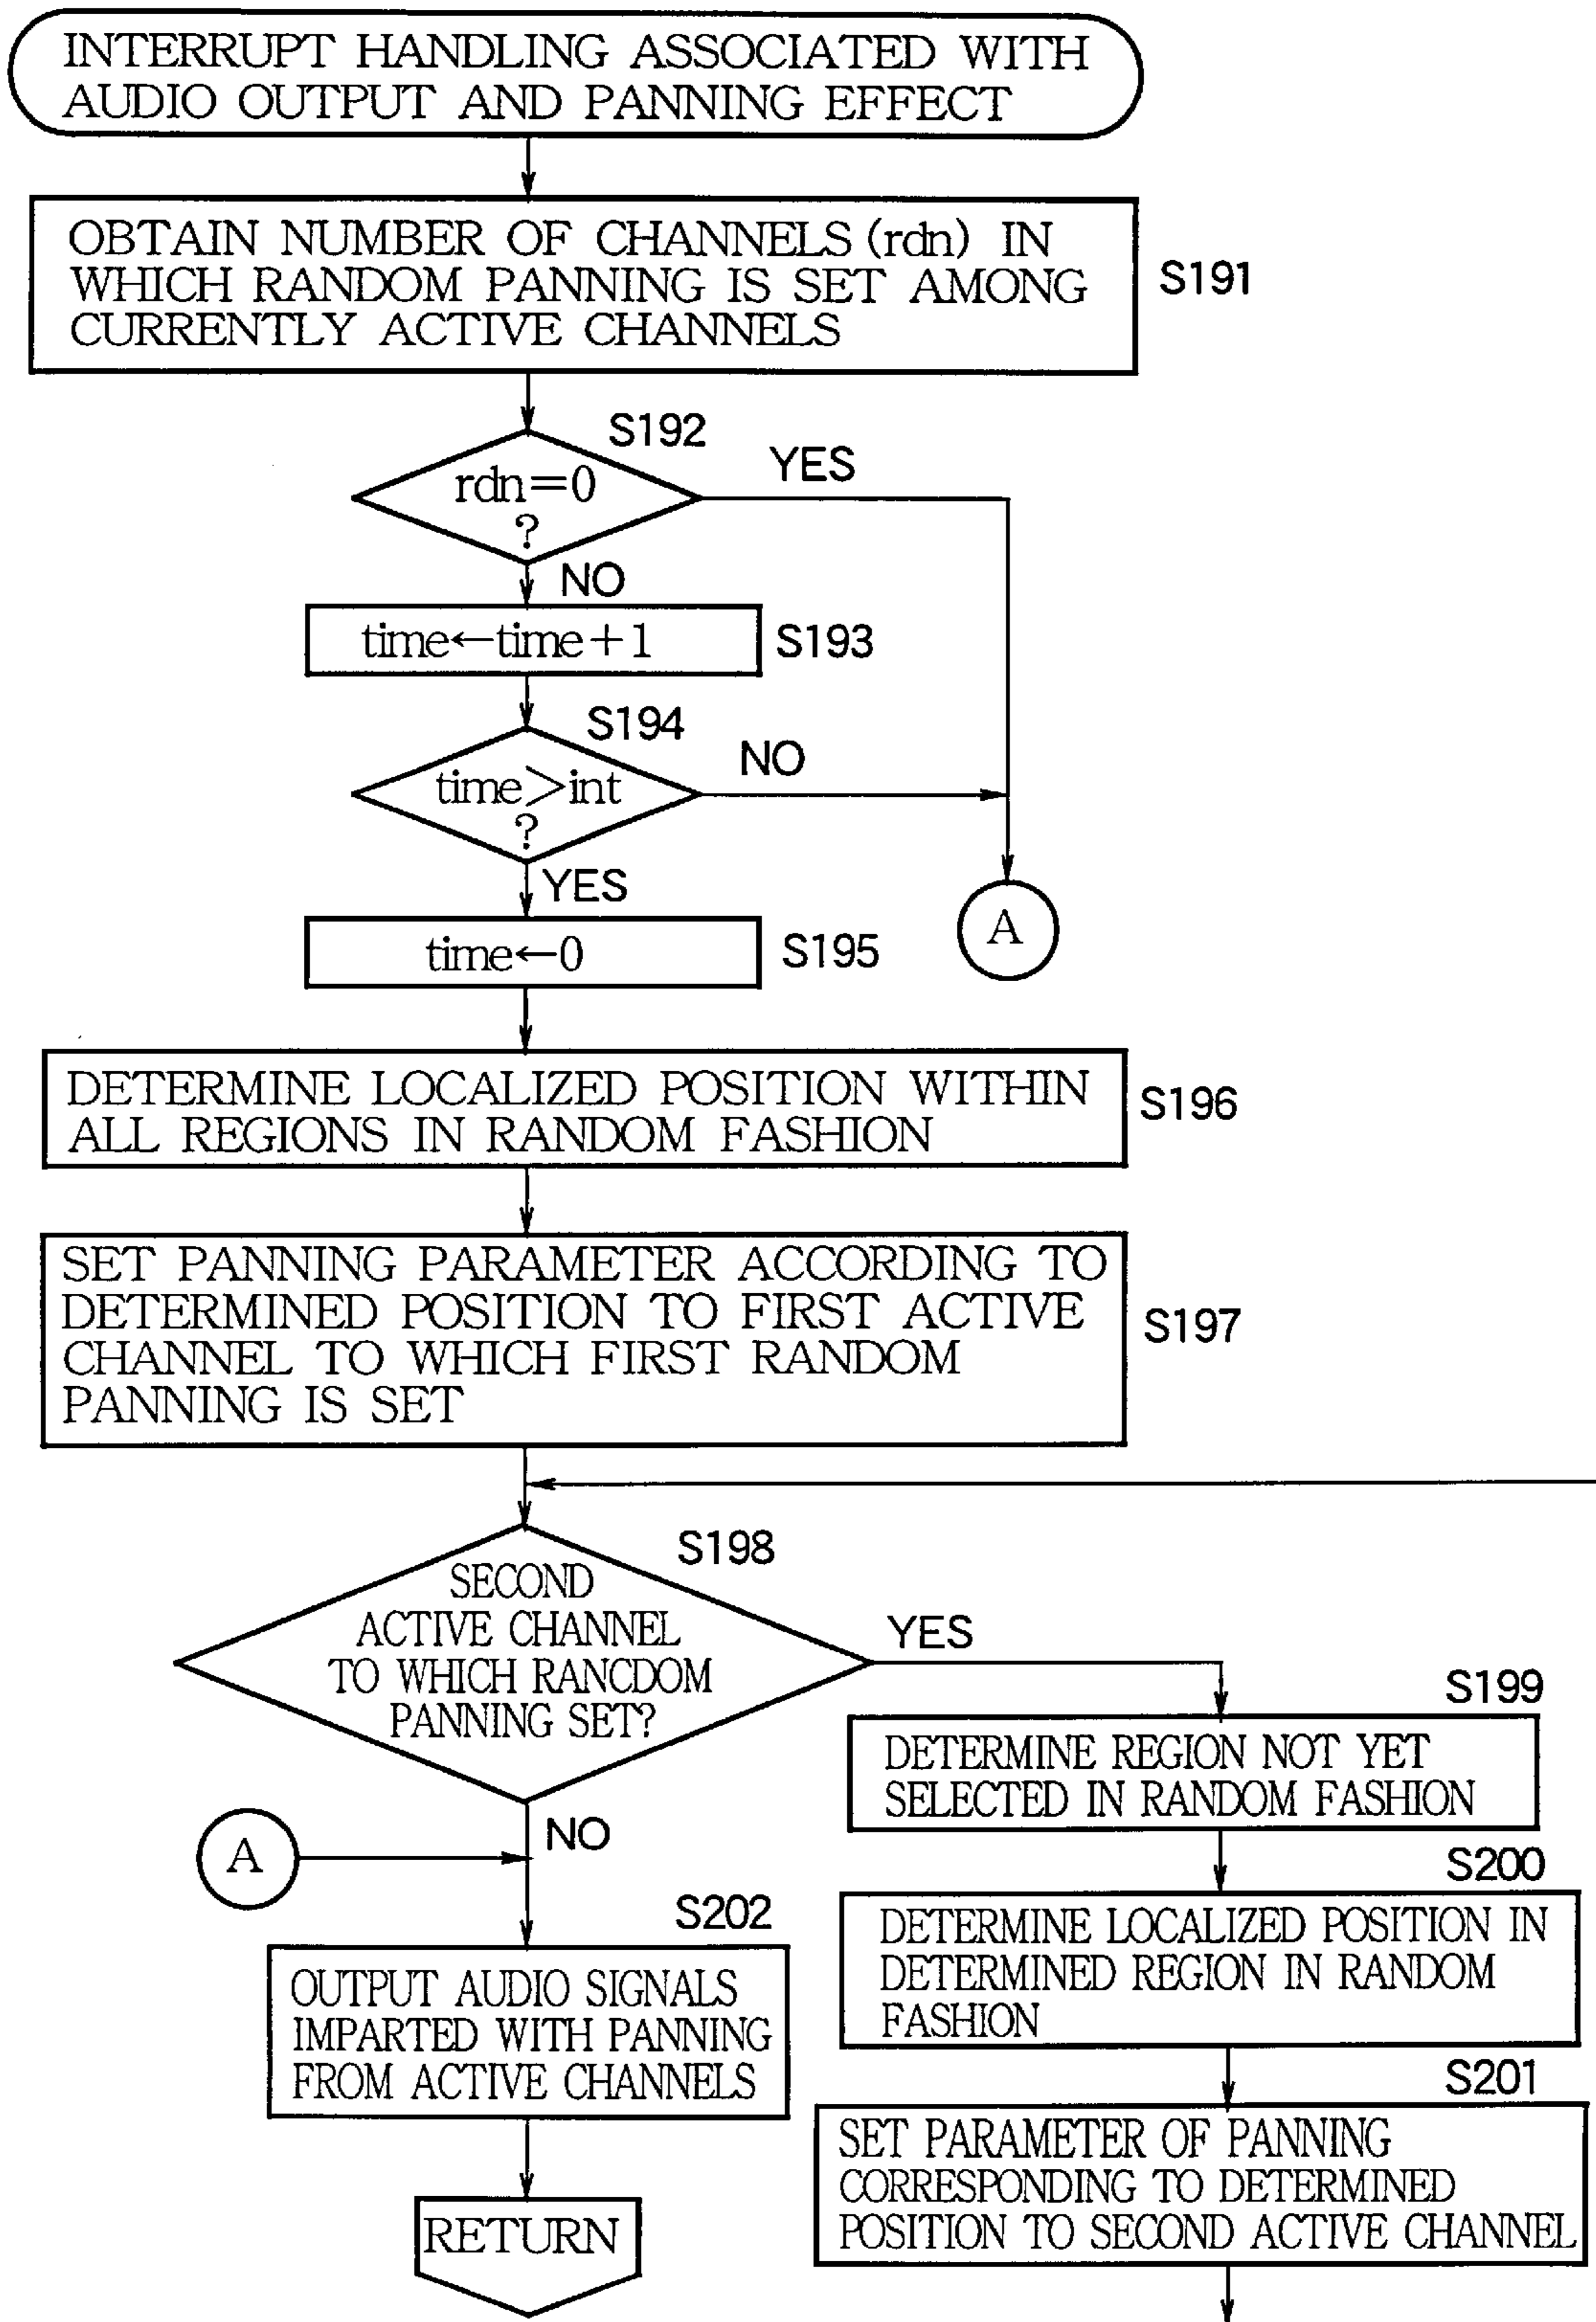 INTERRUPT HANDLING ASSOCIATED WITH
AUDIO OUTPUT AND PANNING EFFECT
OBTAIN NUMBER OF CHANNELS (rdn) IN
WHICH RANDOM PANNING IS SET AMONG
CURRENTLY ACTIVE CHANNELS
S191
S192
rdn=0
?
YES
NO
time←time+1
S193
S194
time>int
?
NO
YES
time←0
S195
A
DETERMINE LOCALIZED POSITION WITHIN
ALL REGIONS IN RANDOM FASHION
S196
SET PANNING PARAMETER ACCORDING TO
DETERMINED POSITION TO FIRST ACTIVE
CHANNEL TO WHICH FIRST RANDOM
PANNING IS SET
S197
S198
SECOND
ACTIVE CHANNEL
TO WHICH RANCDOM
PANNING SET?
YES
NO
S199
DETERMINE REGION NOT YET
SELECTED IN RANDOM FASHION
S200
DETERMINE LOCALIZED POSITION IN
DETERMINED REGION IN RANDOM
FASHION
S201
SET PARAMETER OF PANNING
CORRESPONDING TO DETERMINED
POSITION TO SECOND ACTIVE CHANNEL
A
S202
OUTPUT AUDIO SIGNALS
IMPARTED WITH PANNING
FROM ACTIVE CHANNELS
RETURN